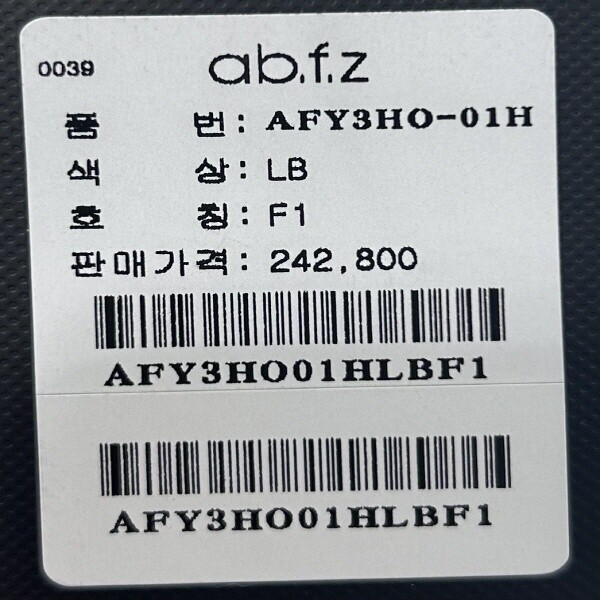 0039 ab.f.z
품 번: AFY3HO-01H
색 상: LB
호 칭: F1
판매가격: 242,800
AFY3HO01HLBF1
AFY3HO01HLBF1